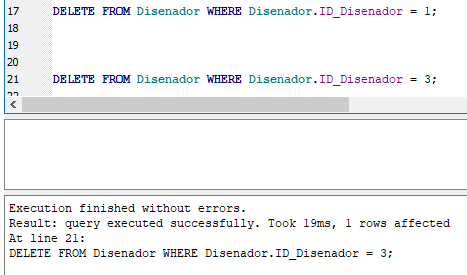 17 DELETE FROM Disenador WHERE Disenador.ID_Disenador = 1;
18
19
20
21 DELETE FROM Disenador WHERE Disenador.ID_Disenador = 3;
22
Execution finished without errors.
Result: query executed successfully. Took 19ms, 1 rows affected
At line 21:
DELETE FROM Disenador WHERE Disenador.ID_Disenador = 3;